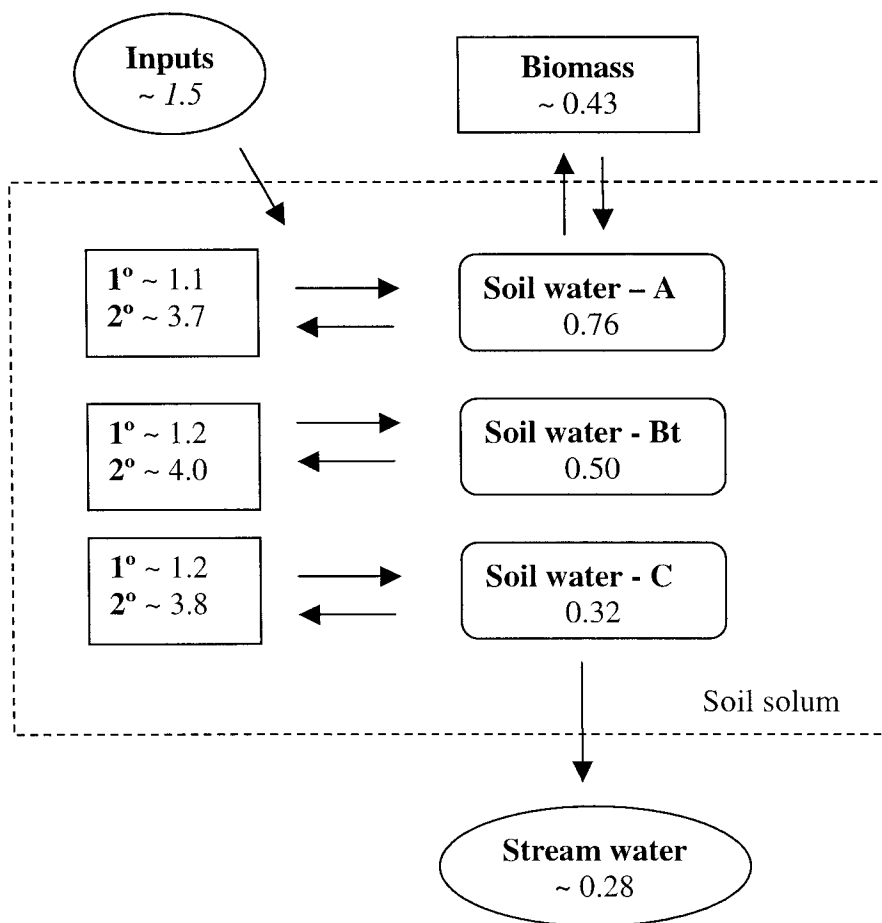 Inputs
~ 1.5
Biomass
~ 0.43
1º ~ 1.1
2º ~ 3.7
Soil water – A
0.76
1º ~ 1.2
2º ~ 4.0
Soil water - Bt
0.50
1º ~ 1.2
2º ~ 3.8
Soil water - C
0.32
Soil solum
Stream water
~ 0.28